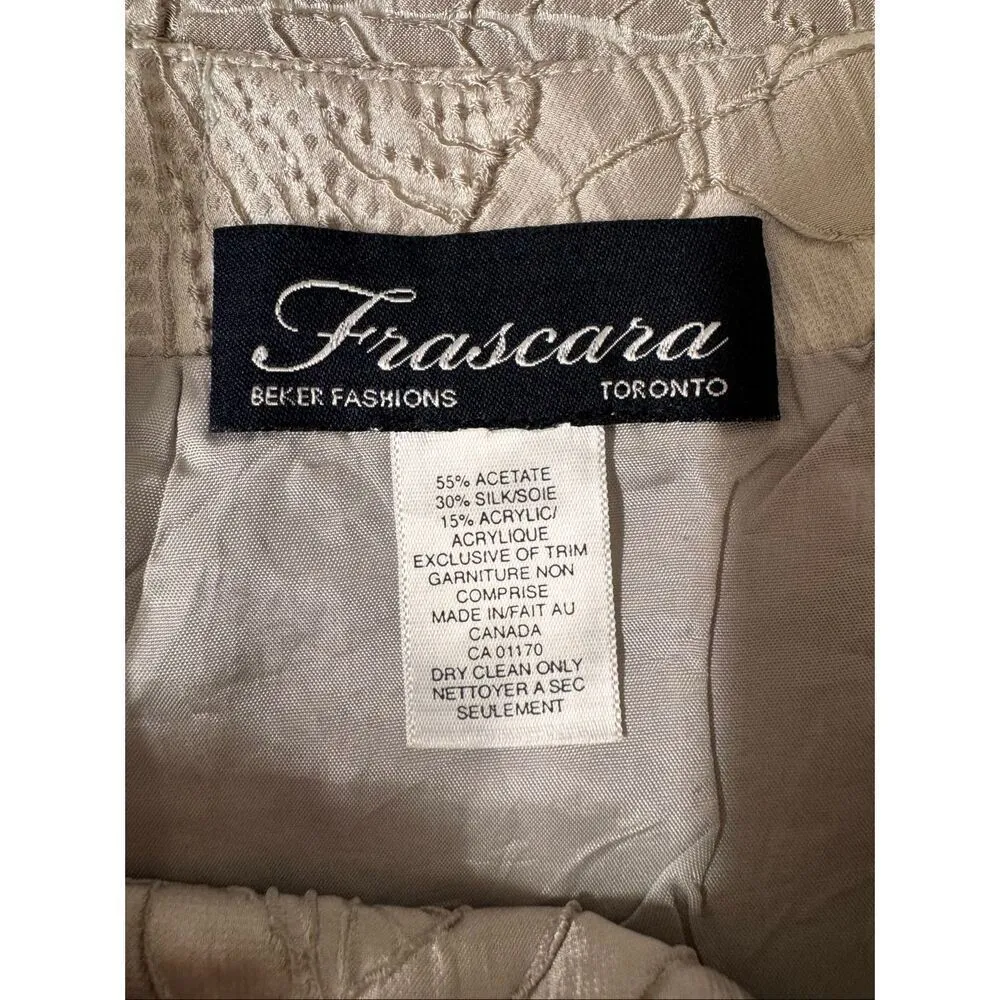 Frascara
BEKER FASHIONS TORONTO
55% ACETATE
30% SILK/SOIE
15% ACRYLIC/
ACRYLIQUE
EXCLUSIVE OF TRIM
GARNITURE NON
COMPRISE
MADE IN/FAIT AU
CANADA
CA 01170
DRY CLEAN ONLY
NETTOYER A SEC
SEULEMENT